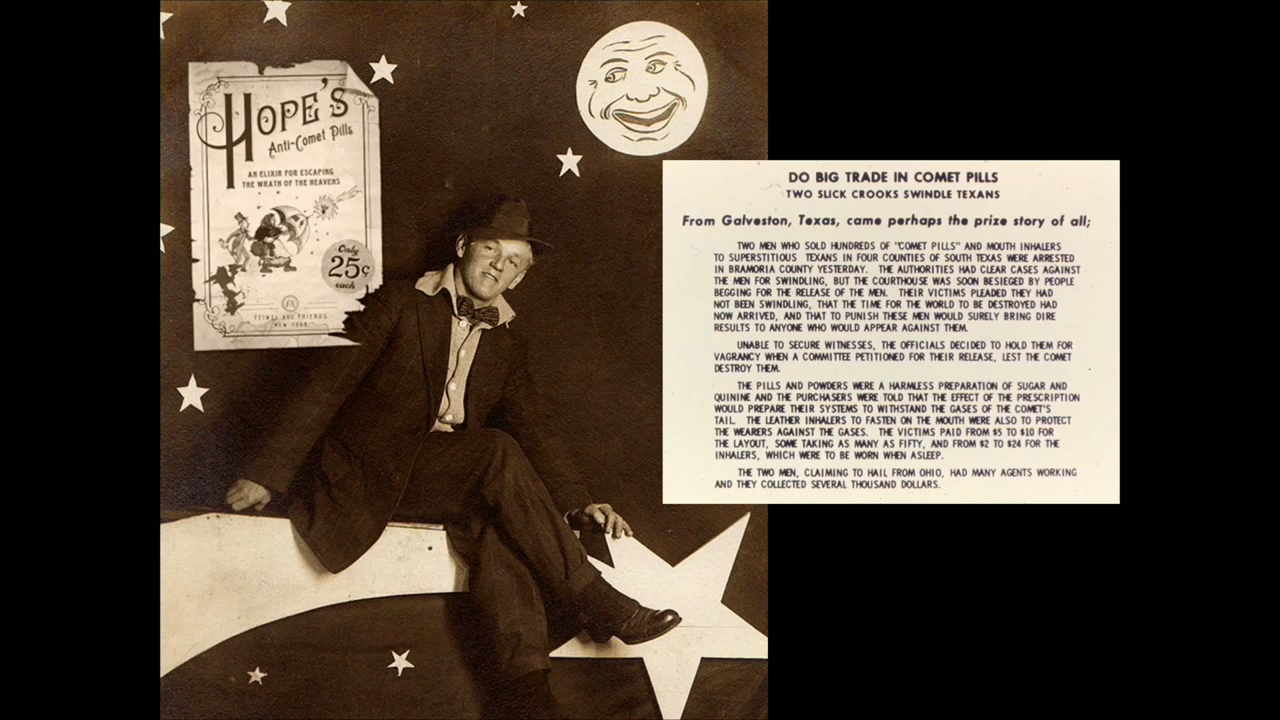 HOPE'S
Anti-Comet Pills
AN ELIXIR FOR ESCAPING
THE WRATH OF THE HEAVENS
Only
25¢
each
FEIWEL AND FRIENDS
NEW YORK
DO BIG TRADE IN COMET PILLS
TWO SLICK CROOKS SWINDLE TEXANS
From Galveston, Texas, came perhaps the prize story of all;
TWO MEN WHO SOLD HUNDREDS OF "COMET PILLS" AND MOUTH INHALERS
TO SUPERSTITIOUS TEXANS IN FOUR COUNTIES OF SOUTH TEXAS WERE ARRESTED
IN BRAMORIA COUNTY YESTERDAY. THE AUTHORITIES HAD CLEAR CASES AGAINST
THE MEN FOR SWINDLING, BUT THE COURTHOUSE WAS SOON BESIEGED BY PEOPLE
BEGGING FOR THE RELEASE OF THE MEN. THEIR VICTIMS PLEADED THEY HAD
NOT BEEN SWINDLING, THAT THE TIME FOR THE WORLD TO BE DESTROYED HAD
NOW ARRIVED, AND THAT TO PUNISH THESE MEN WOULD SURELY BRING DIRE
RESULTS TO ANYONE WHO WOULD APPEAR AGAINST THEM.
UNABLE TO SECURE WITNESSES, THE OFFICIALS DECIDED TO HOLD THEM FOR
VAGRANCY WHEN A COMMITTEE PETITIONED FOR THEIR RELEASE, LEST THE COMET
DESTROY THEM.
THE PILLS AND POWDERS WERE A HARMLESS PREPARATION OF SUGAR AND
QUININE AND THE PURCHASERS WERE TOLD THAT THE EFFECT OF THE PRESCRIPTION
WOULD PREPARE THEIR SYSTEMS TO WITHSTAND THE GASES OF THE COMET'S
TAIL. THE LEATHER INHALERS TO FASTEN ON THE MOUTH WERE ALSO TO PROTECT
THE WEARERS AGAINST THE GASES. THE VICTIMS PAID FROM $5 TO $10 FOR
THE LAYOUT, SOME TAKING AS MANY AS FIFTY, AND FROM $2 TO $24 FOR THE
INHALERS, WHICH WERE TO BE WORN WHEN ASLEEP.
THE TWO MEN, CLAIMING TO HAIL FROM OHIO, HAD MANY AGENTS WORKING
AND THEY COLLECTED SEVERAL THOUSAND DOLLARS.